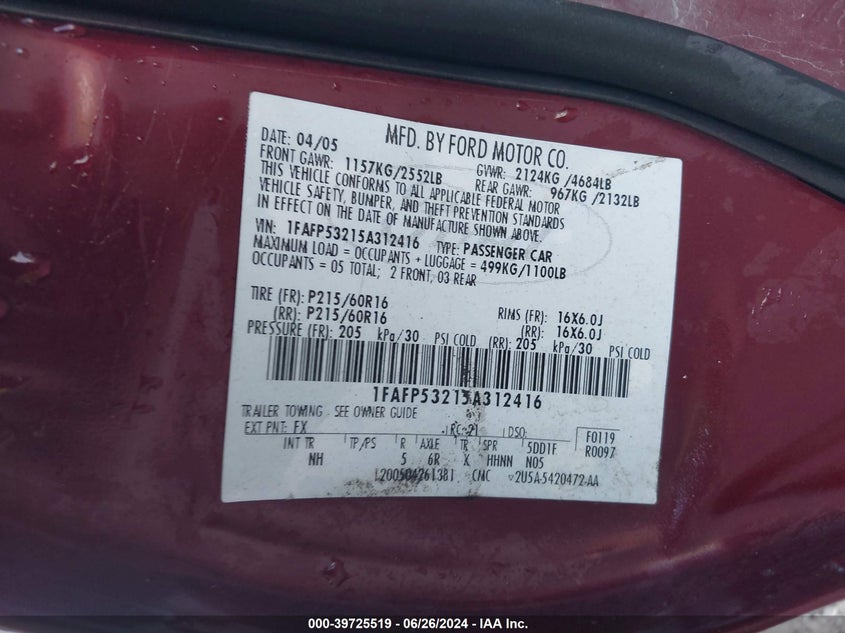 MFD. BY FORD MOTOR CO.
DATE: 04/05
GVWR: 2124KG /4684LB
FRONT GAWR: 1157KG/2552LB
REAR GAWR: 967KG /2132LB
THIS VEHICLE CONFORMS TO ALL APPLICABLE FEDERAL MOTOR
VEHICLE SAFETY, BUMPER, AND THEFT PREVENTION STANDARDS
IN EFFECT ON THE DATE OF MANUFACTURE SHOWN ABOVE.
VIN: 1FAFP53215A312416 TYPE: PASSENGER CAR
MAXIMUM LOAD = OCCUPANTS + LUGGAGE = 499KG/1100LB
OCCUPANTS = 05 TOTAL; 2 FRONT, 03 REAR
TIRE (FR): P215/60R16 RIMS (FR): 16X6.0J
(RR): P215/60R16 (RR): 16X6.0J
PRESSURE (FR): 205 kPa/30 PSI COLD (RR): 205 kPa/30 PSI COLD
1FAFP53215A312416
TRAILER TOWING - SEE OWNER GUIDE
EXT PNT: FX RC: 21 DSO: F0119
INT TR TP/PS R AXLE TR SPR 5DD1F R0097
NH 5 6R X HHNN N05
L200504261381 CMC v2U5A-5420472-AA
000-39725519 / 06/26/2024 - IAA Inc.